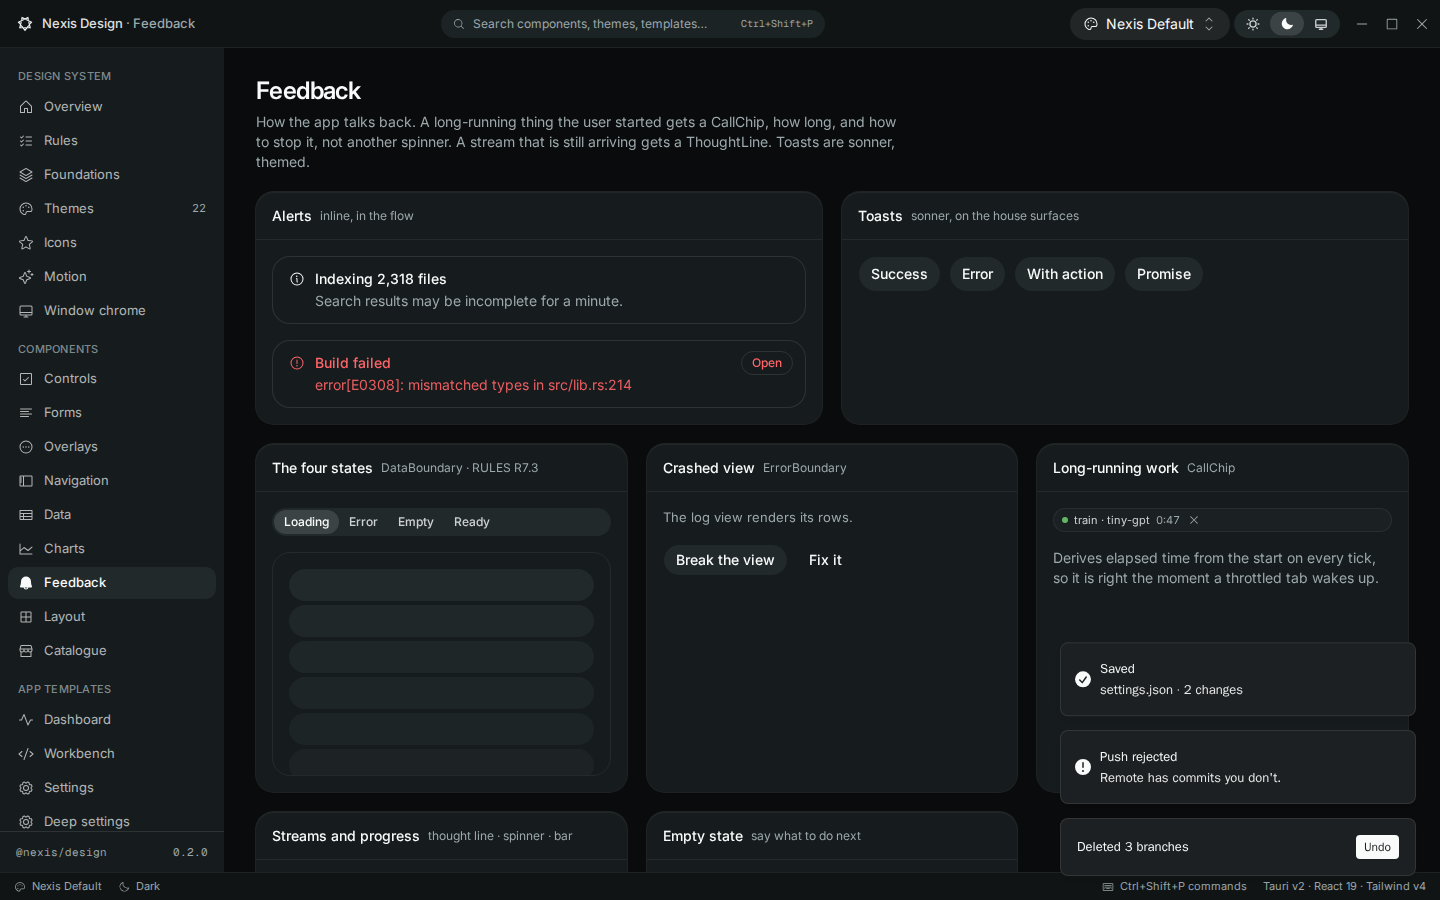 Nexis Design · Feedback
Search components, themes, templates... Ctrl+Shift+P
Nexis Default
DESIGN SYSTEM
Overview
Rules
Foundations
Themes 22
Icons
Motion
Window chrome
COMPONENTS
Controls
Forms
Overlays
Navigation
Data
Charts
Feedback
Layout
Catalogue
APP TEMPLATES
Dashboard
Workbench
Settings
Deep settings
@nexis/design 0.2.0
Feedback
How the app talks back. A long-running thing the user started gets a CallChip, how long, and how
to stop it, not another spinner. A stream that is still arriving gets a ThoughtLine. Toasts are sonner,
themed.
Alerts inline, in the flow
Indexing 2,318 files
Search results may be incomplete for a minute.
Build failed
Open
error[E0308]: mismatched types in src/lib.rs:214
Toasts sonner, on the house surfaces
Success Error With action Promise
The four states DataBoundary · RULES R7.3
Loading Error Empty Ready
Crashed view ErrorBoundary
The log view renders its rows.
Break the view Fix it
Long-running work CallChip
train · tiny-gpt 0:47
Derives elapsed time from the start on every tick,
so it is right the moment a throttled tab wakes up.
Saved
settings.json · 2 changes
Push rejected
Remote has commits you don't.
Deleted 3 branches Undo
Streams and progress thought line · spinner · bar
Empty state say what to do next
Nexis Default Dark
Ctrl+Shift+P commands Tauri v2 · React 19 · Tailwind v4